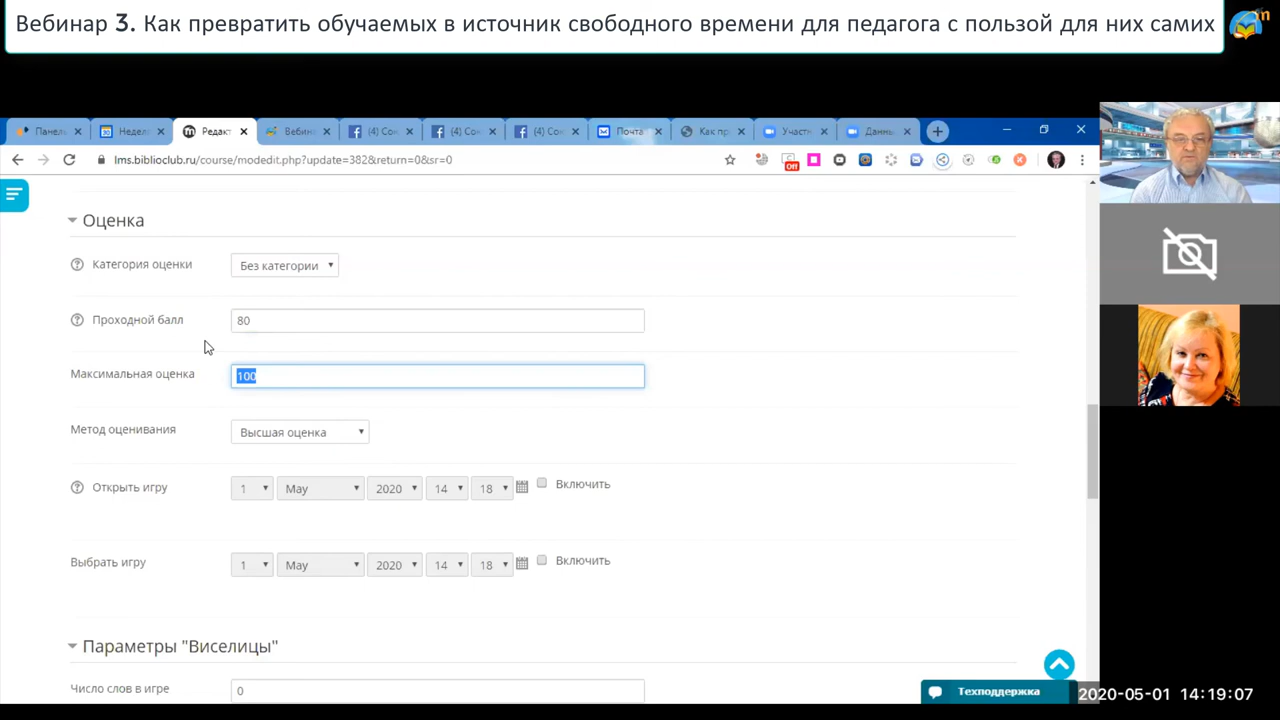 Вебинар 3. Как превратить обучаемых в источник свободного времени для педагога с пользой для них самих
Панель
Недел
Редакт
Вебин
(4) Сок
(4) Сок
(4) Сок
Почта
Как пр
Участн
Данны
lms.biblioclub.ru/course/modedit.php?update=382&return=0&sr=0
Off
Оценка
Категория оценки
Без категории
Проходной балл
80
Максимальная оценка
100
Метод оценивания
Высшая оценка
Открыть игру
1 May 2020 14 18 Включить
Выбрать игру
1 May 2020 14 18 Включить
Параметры "Виселицы"
Число слов в игре
0
Техподдержка
2020-05-01 14:19:07